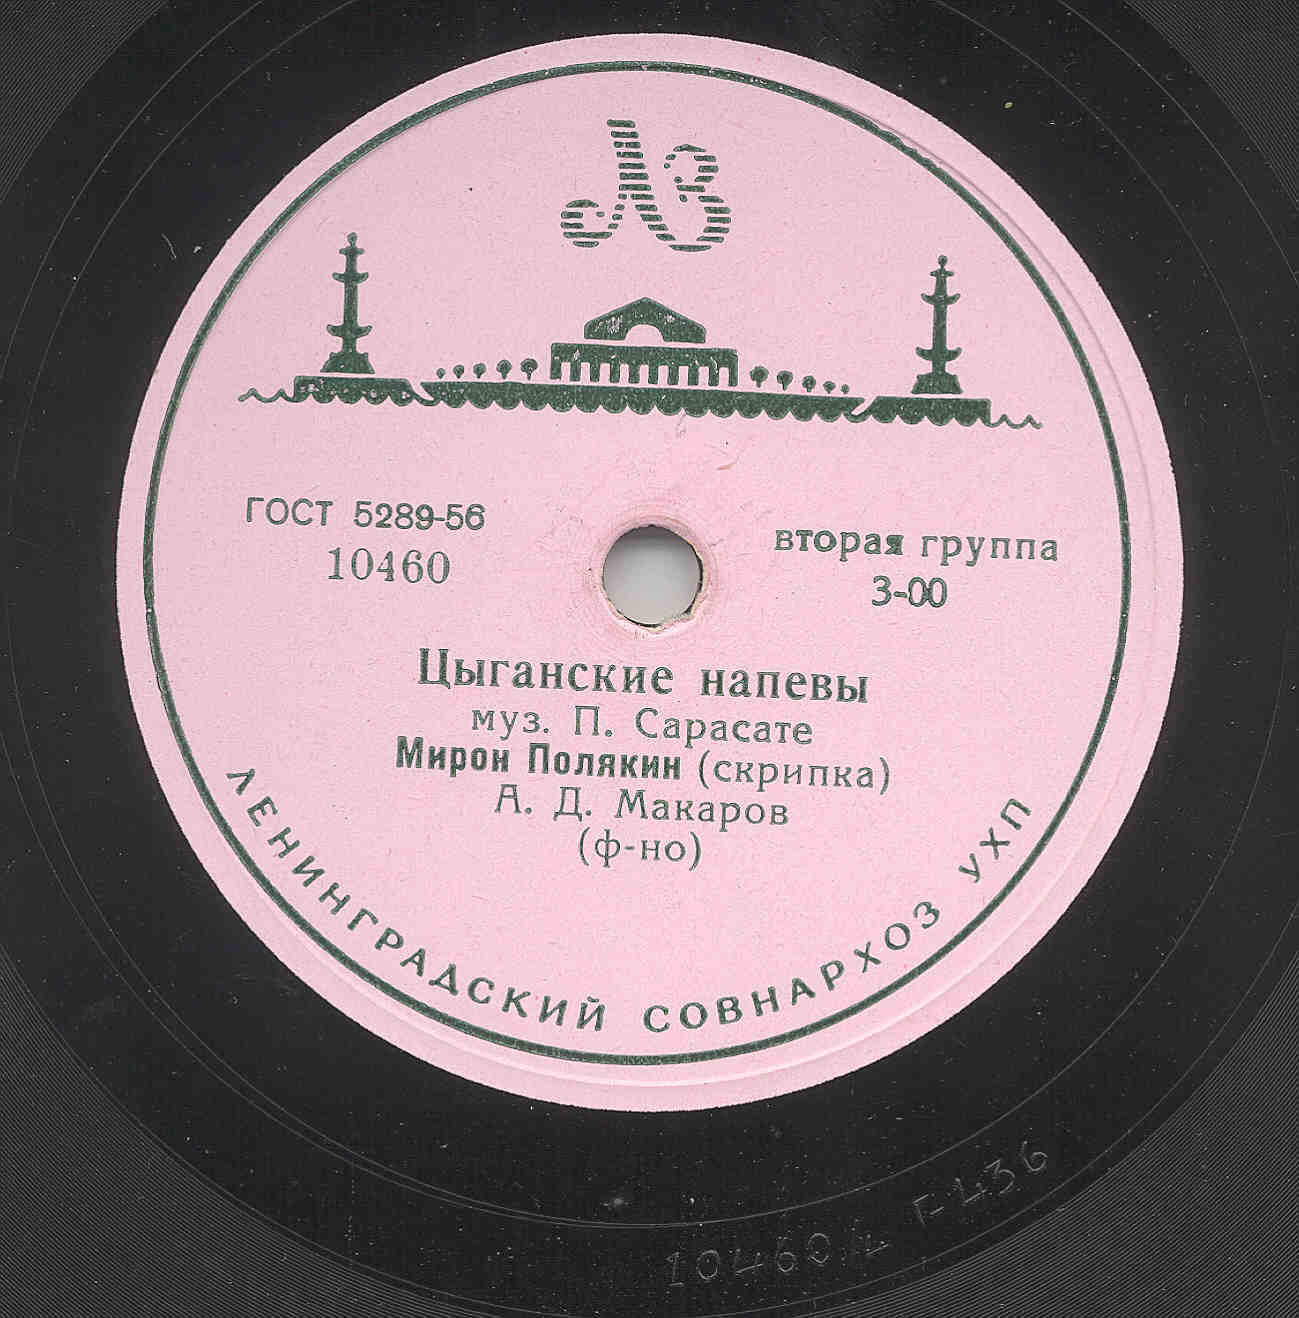 ЛЗ
ГОСТ 5289-56
10460
вторая группа
3-00
Цыганские напевы
муз. П. Сарасате
Мирон Полякин (скрипка)
А. Д. Макаров
(ф-но)
ЛЕНИНГРАДСКИЙ СОВНАРХОЗ УХП
10460
436